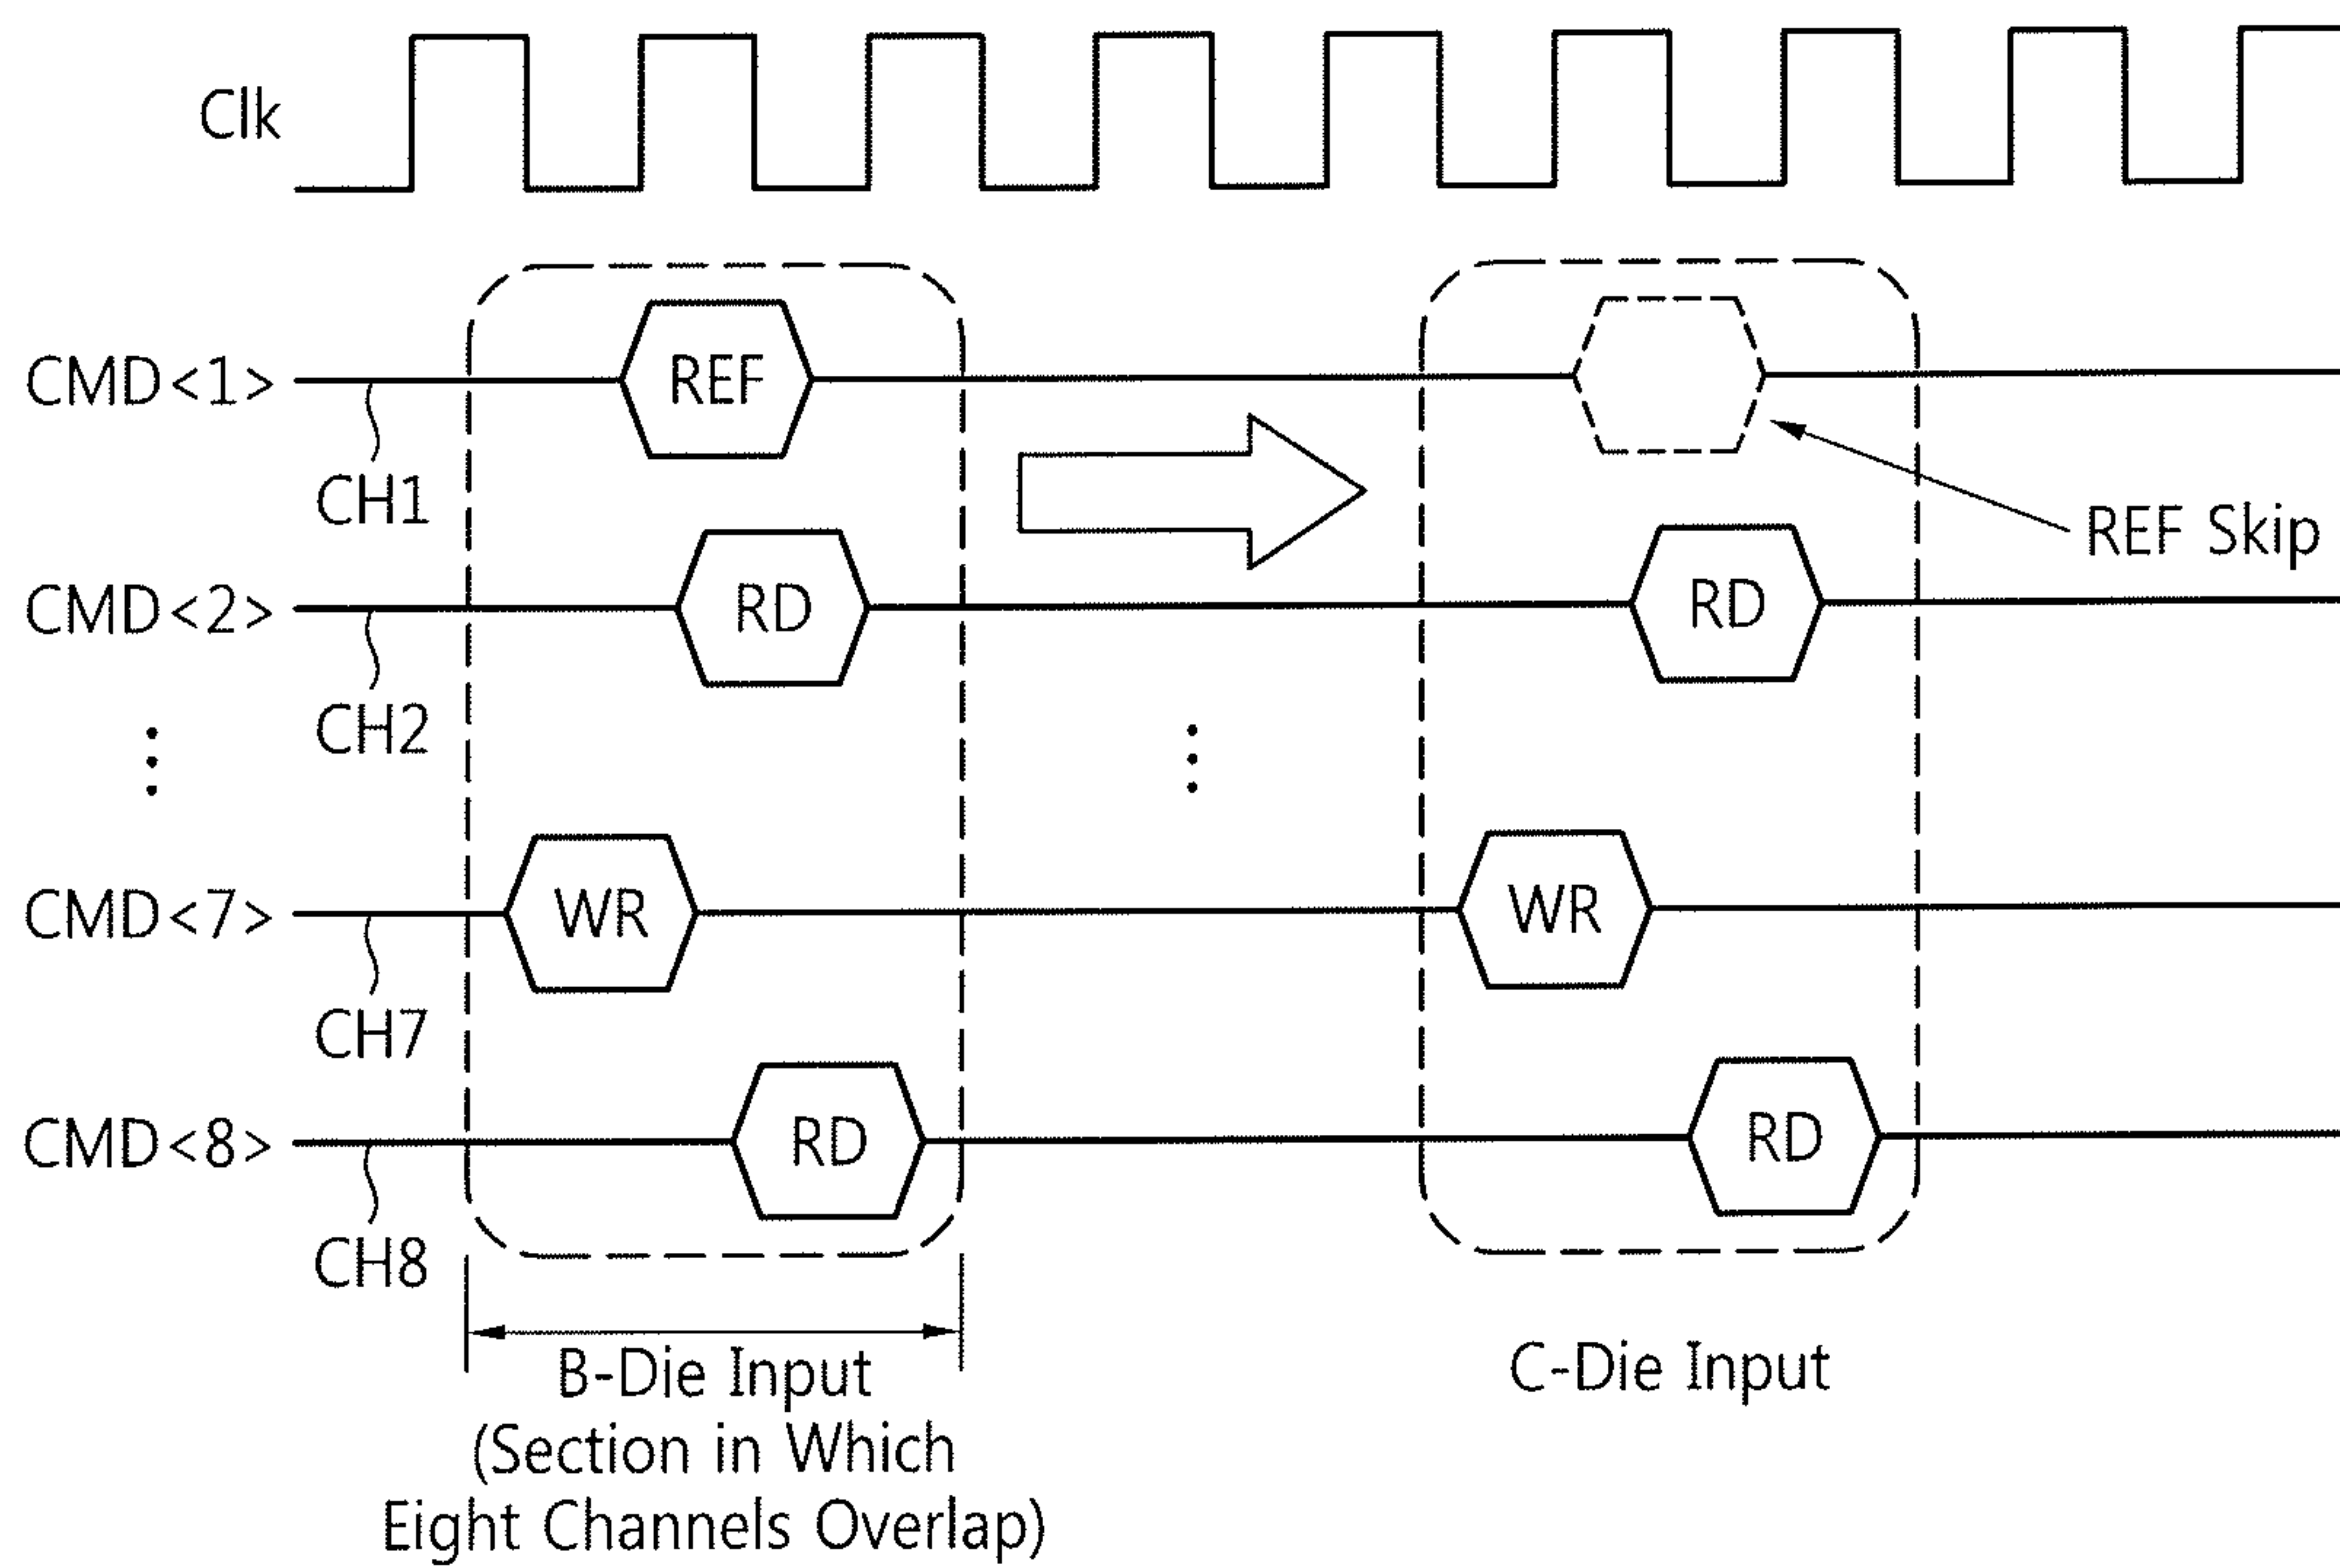 Clk
CMD<1>
REF
CH1
REF Skip
CMD<2>
RD
RD
CH2
CMD<7>
WR
WR
CH7
CMD<8>
RD
RD
CH8
B-Die Input
(Section in Which
Eight Channels Overlap)
C-Die Input